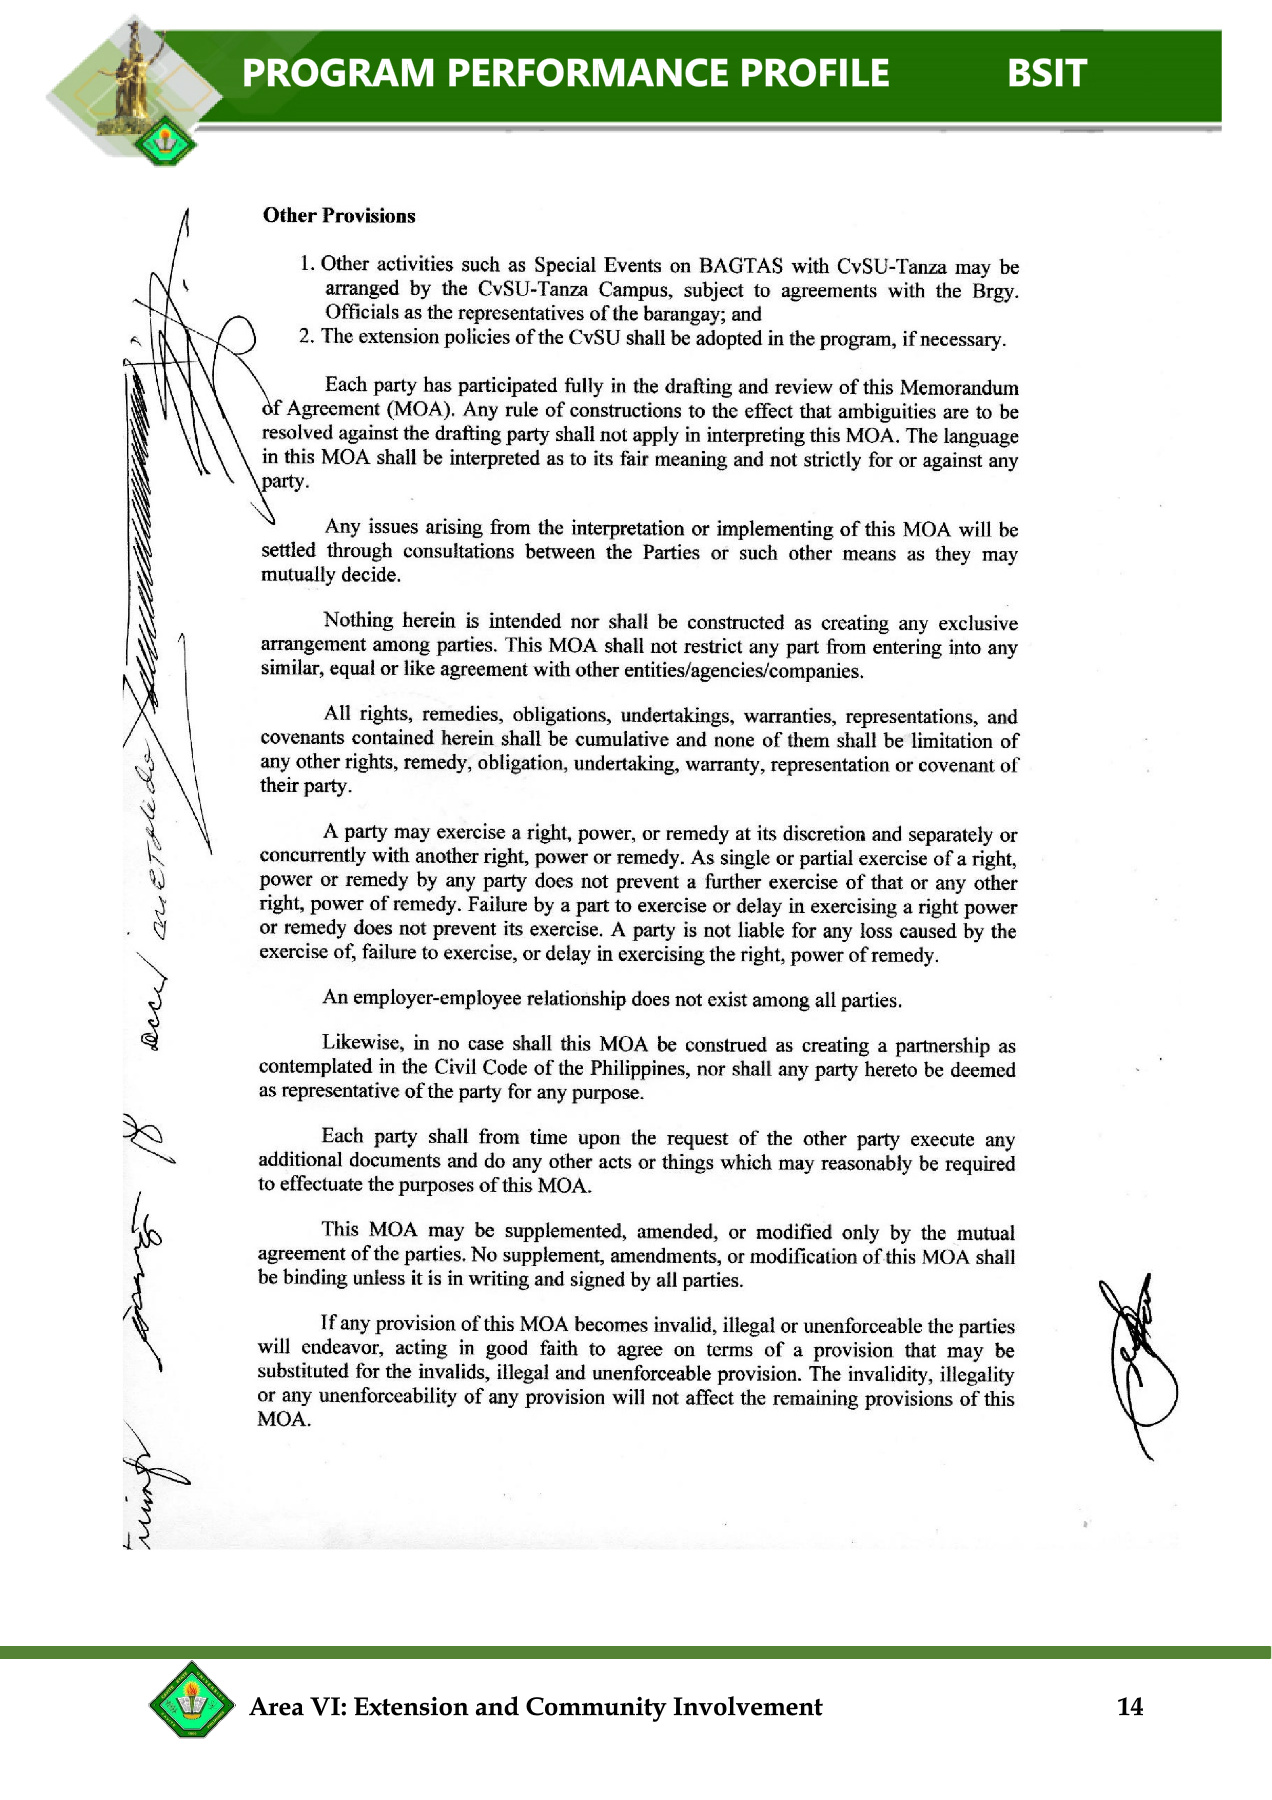 PROGRAM PERFORMANCE PROFILE BSIT
Other Provisions
1. Other activities such as Special Events on BAGTAS with CvSU-Tanza may be
arranged by the CvSU-Tanza Campus, subject to agreements with the Brgy.
Officials as the representatives of the barangay; and
2. The extension policies of the CvSU shall be adopted in the program, if necessary.
Each party has participated fully in the drafting and review of this Memorandum
of Agreement (MOA). Any rule of constructions to the effect that ambiguities are to be
resolved against the drafting party shall not apply in interpreting this MOA. The language
in this MOA shall be interpreted as to its fair meaning and not strictly for or against any
party.
Any issues arising from the interpretation or implementing of this MOA will be
settled through consultations between the Parties or such other means as they may
mutually decide.
Nothing herein is intended nor shall be constructed as creating any exclusive
arrangement among parties. This MOA shall not restrict any part from entering into any
similar, equal or like agreement with other entities/agencies/companies.
All rights, remedies, obligations, undertakings, warranties, representations, and
covenants contained herein shall be cumulative and none of them shall be limitation of
any other rights, remedy, obligation, undertaking, warranty, representation or covenant of
their party.
A party may exercise a right, power, or remedy at its discretion and separately or
concurrently with another right, power or remedy. As single or partial exercise of a right,
power or remedy by any party does not prevent a further exercise of that or any other
right, power of remedy. Failure by a part to exercise or delay in exercising a right power
or remedy does not prevent its exercise. A party is not liable for any loss caused by the
exercise of, failure to exercise, or delay in exercising the right, power of remedy.
An employer-employee relationship does not exist among all parties.
Likewise, in no case shall this MOA be construed as creating a partnership as
contemplated in the Civil Code of the Philippines, nor shall any party hereto be deemed
as representative of the party for any purpose.
Each party shall from time upon the request of the other party execute any
additional documents and do any other acts or things which may reasonably be required
to effectuate the purposes of this MOA.
This MOA may be supplemented, amended, or modified only by the mutual
agreement of the parties. No supplement, amendments, or modification of this MOA shall
be binding unless it is in writing and signed by all parties.
If any provision of this MOA becomes invalid, illegal or unenforceable the parties
will endeavor, acting in good faith to agree on terms of a provision that may be
substituted for the invalids, illegal and unenforceable provision. The invalidity, illegality
or any unenforceability of any provision will not affect the remaining provisions of this
MOA.
Area VI: Extension and Community Involvement 14